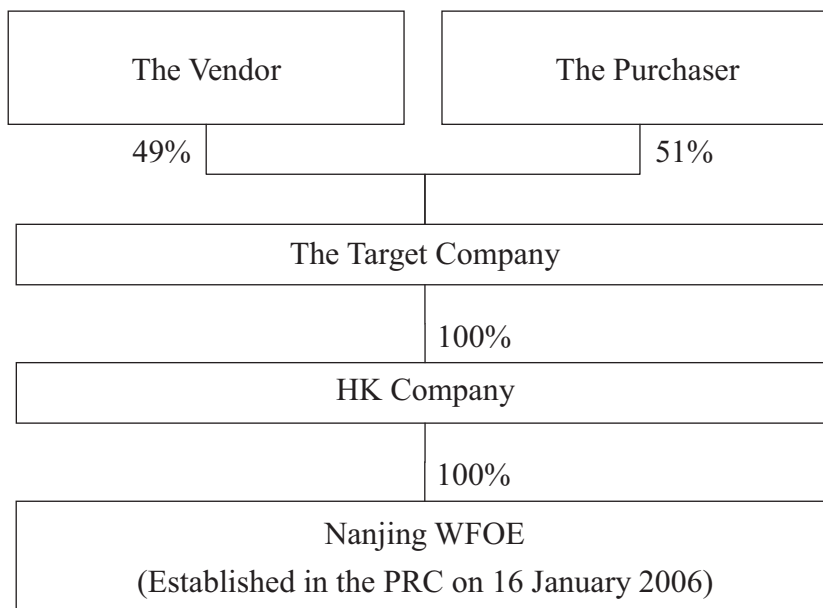 The Vendor
The Purchaser
49%
51%
The Target Company
100%
HK Company
100%
Nanjing WFOE
(Established in the PRC on 16 January 2006)